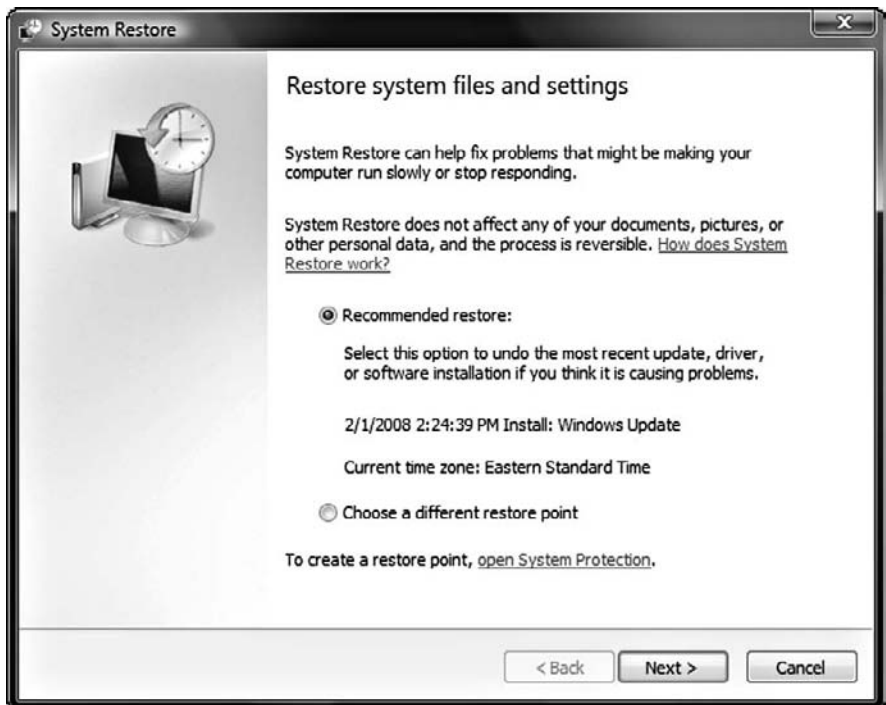 System Restore
Restore system files and settings
System Restore can help fix problems that might be making your
computer run slowly or stop responding.
System Restore does not affect any of your documents, pictures, or
other personal data, and the process is reversible. How does System
Restore work?
Recommended restore:
Select this option to undo the most recent update, driver,
or software installation if you think it is causing problems.
2/1/2008 2:24:39 PM Install: Windows Update
Current time zone: Eastern Standard Time
Choose a different restore point
To create a restore point, open System Protection.
< Back Next > Cancel